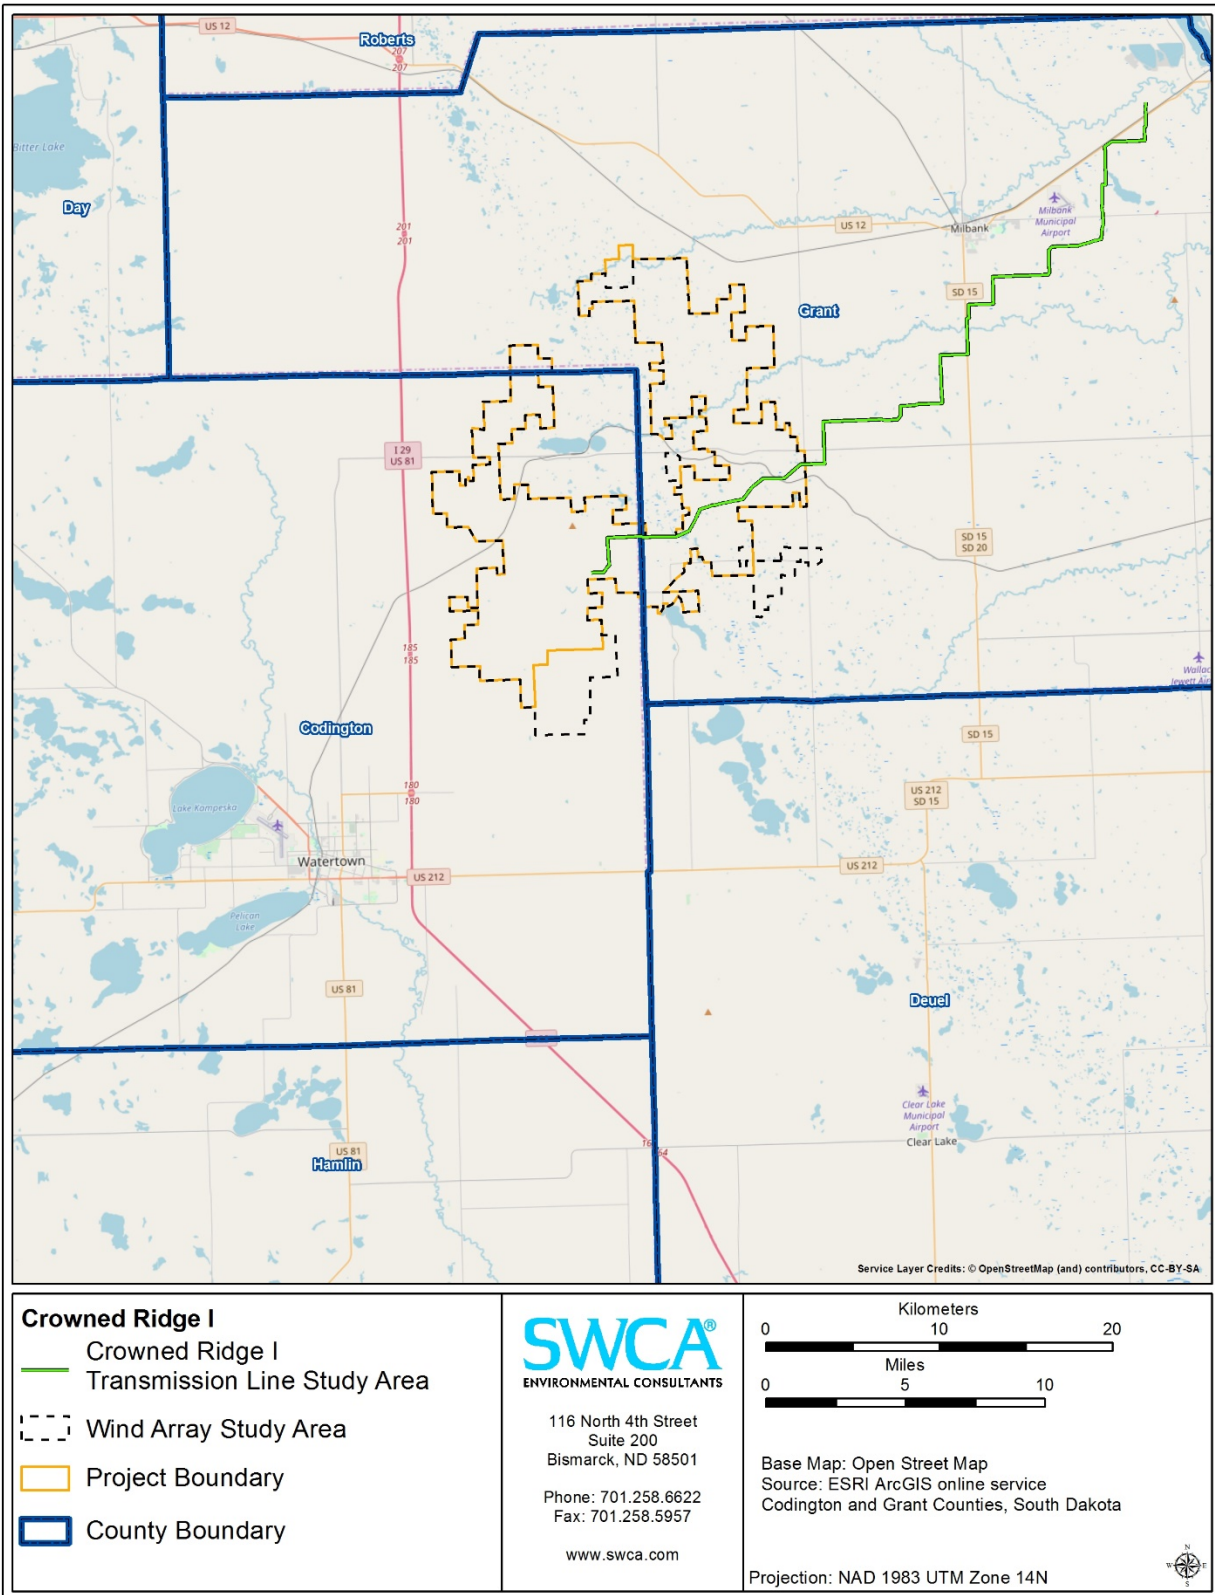 US 12
Roberts
207
207
Bitter Lake
Day
201
201
US 12
Milbank
Milbank
Municipal
Airport
SD 15
Grant
I 29
US 81
SD 15
SD 20
185
185
Codington
Wallac
Jewett Air
SD 15
180
180
US 212
SD 15
Lake Kampeska
Watertown
US 212
US 212
Pelican
Lake
US 81
Deuel
Clear Lake
Municipal
Airport
Clear Lake
US 81
Hamlin
Service Layer Credits: © OpenStreetMap (and) contributors, CC-BY-SA
Crowned Ridge I
Crowned Ridge I
Transmission Line Study Area
Wind Array Study Area
Project Boundary
County Boundary
SWCA®
ENVIRONMENTAL CONSULTANTS
116 North 4th Street
Suite 200
Bismarck, ND 58501
Phone: 701.258.6622
Fax: 701.258.5957
www.swca.com
Kilometers
0 10 20
Miles
0 5 10
Base Map: Open Street Map
Source: ESRI ArcGIS online service
Codington and Grant Counties, South Dakota
Projection: NAD 1983 UTM Zone 14N
N
W E
S